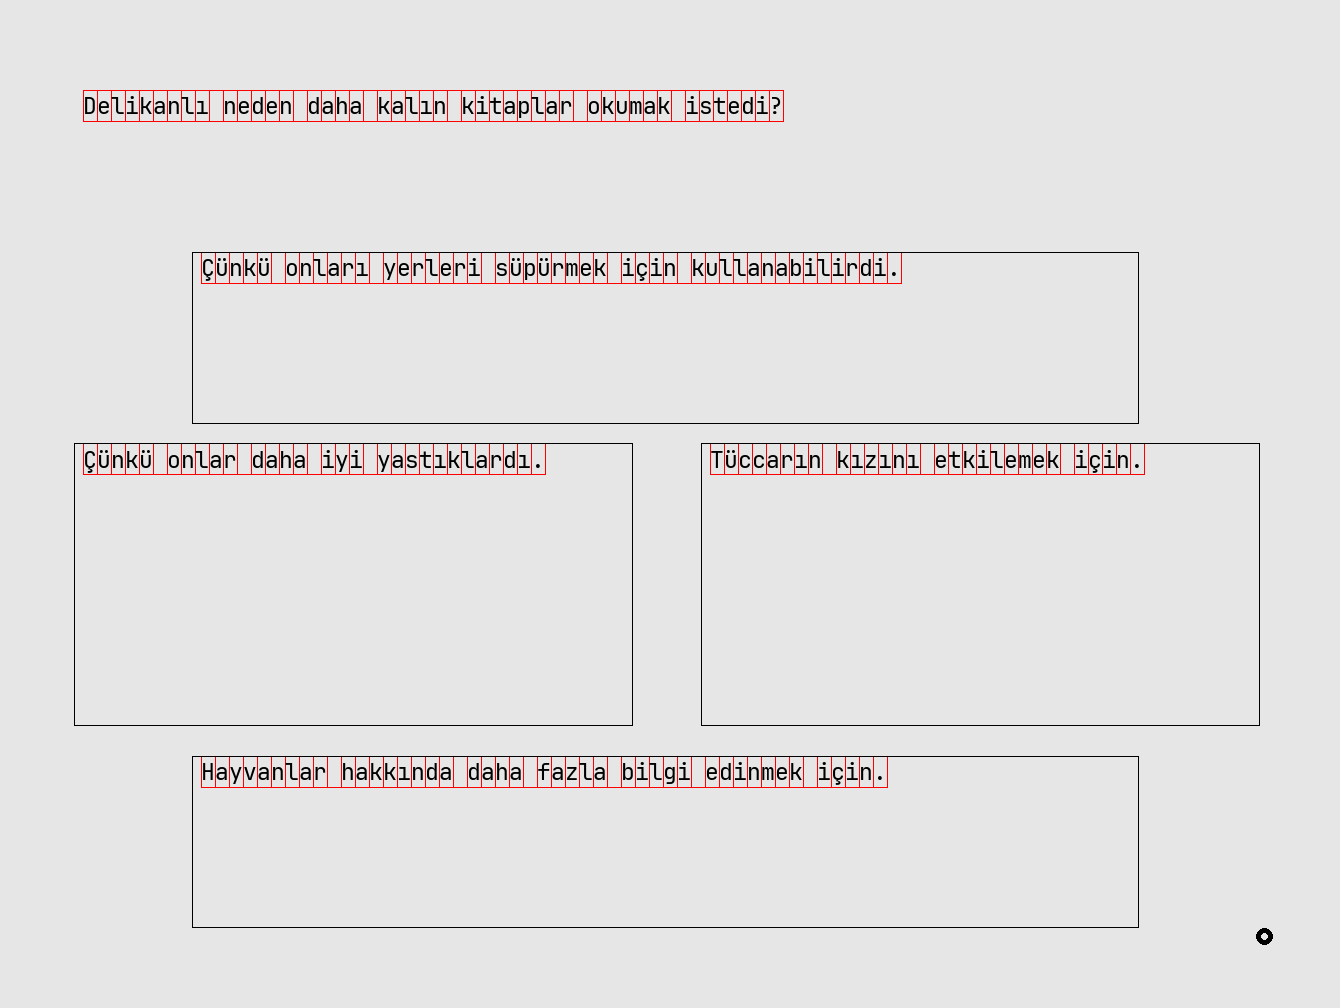 Delikanlı neden daha kalın kitaplar okumak istedi?
Çünkü onları yerleri süpürmek için kullanabilirdi.
Çünkü onlar daha iyi yastıklardı.
Tüccarın kızını etkilemek için.
Hayvanlar hakkında daha fazla bilgi edinmek için.